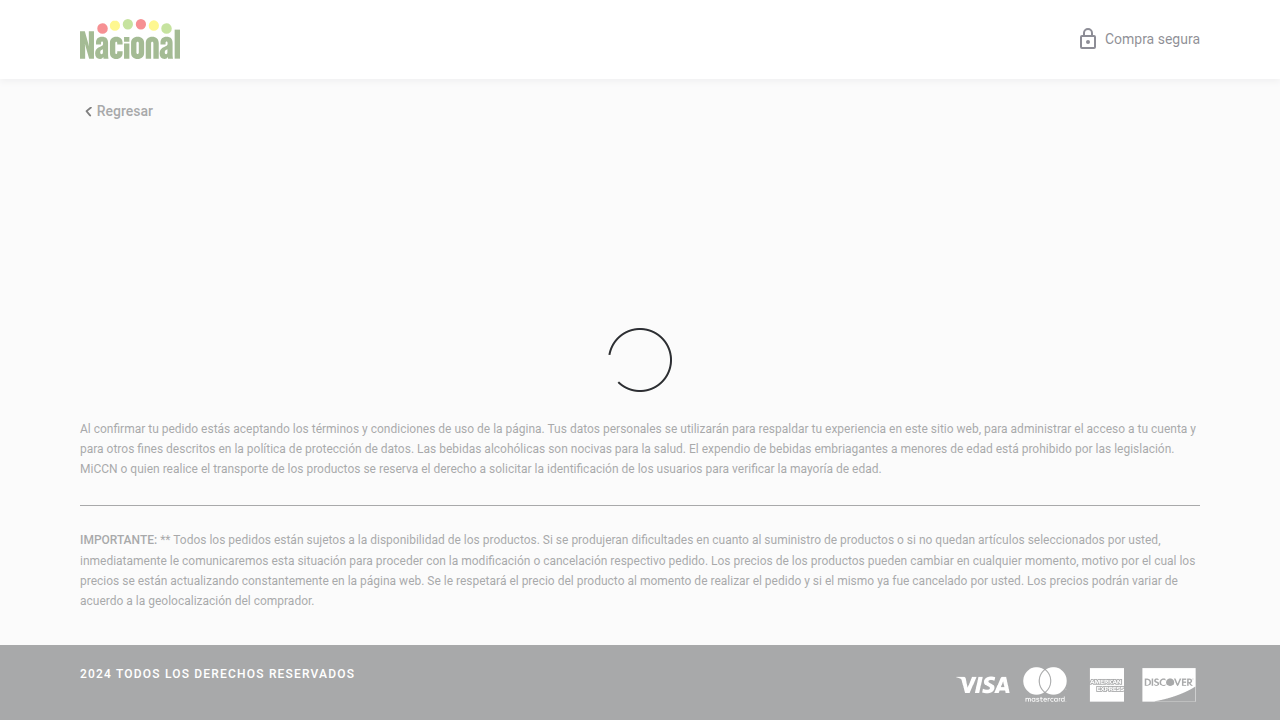 Nacional
Compra segura
Regresar
Al confirmar tu pedido estás aceptando los términos y condiciones de uso de la página. Tus datos personales se utilizarán para respaldar tu experiencia en este sitio web, para administrar el acceso a tu cuenta y
para otros fines descritos en la política de protección de datos. Las bebidas alcohólicas son nocivas para la salud. El expendio de bebidas embriagantes a menores de edad está prohibido por las legislación.
MiCCN o quien realice el transporte de los productos se reserva el derecho a solicitar la identificación de los usuarios para verificar la mayoría de edad.
IMPORTANTE: ** Todos los pedidos están sujetos a la disponibilidad de los productos. Si se produjeran dificultades en cuanto al suministro de productos o si no quedan artículos seleccionados por usted,
inmediatamente le comunicaremos esta situación para proceder con la modificación o cancelación respectivo pedido. Los precios de los productos pueden cambiar en cualquier momento, motivo por el cual los
precios se están actualizando constantemente en la página web. Se le respetará el precio del producto al momento de realizar el pedido y si el mismo ya fue cancelado por usted. Los precios podrán variar de
acuerdo a la geolocalización del comprador.
2024 TODOS LOS DERECHOS RESERVADOS
VISA
mastercard
AMERICAN
EXPRESS
DISCOVER